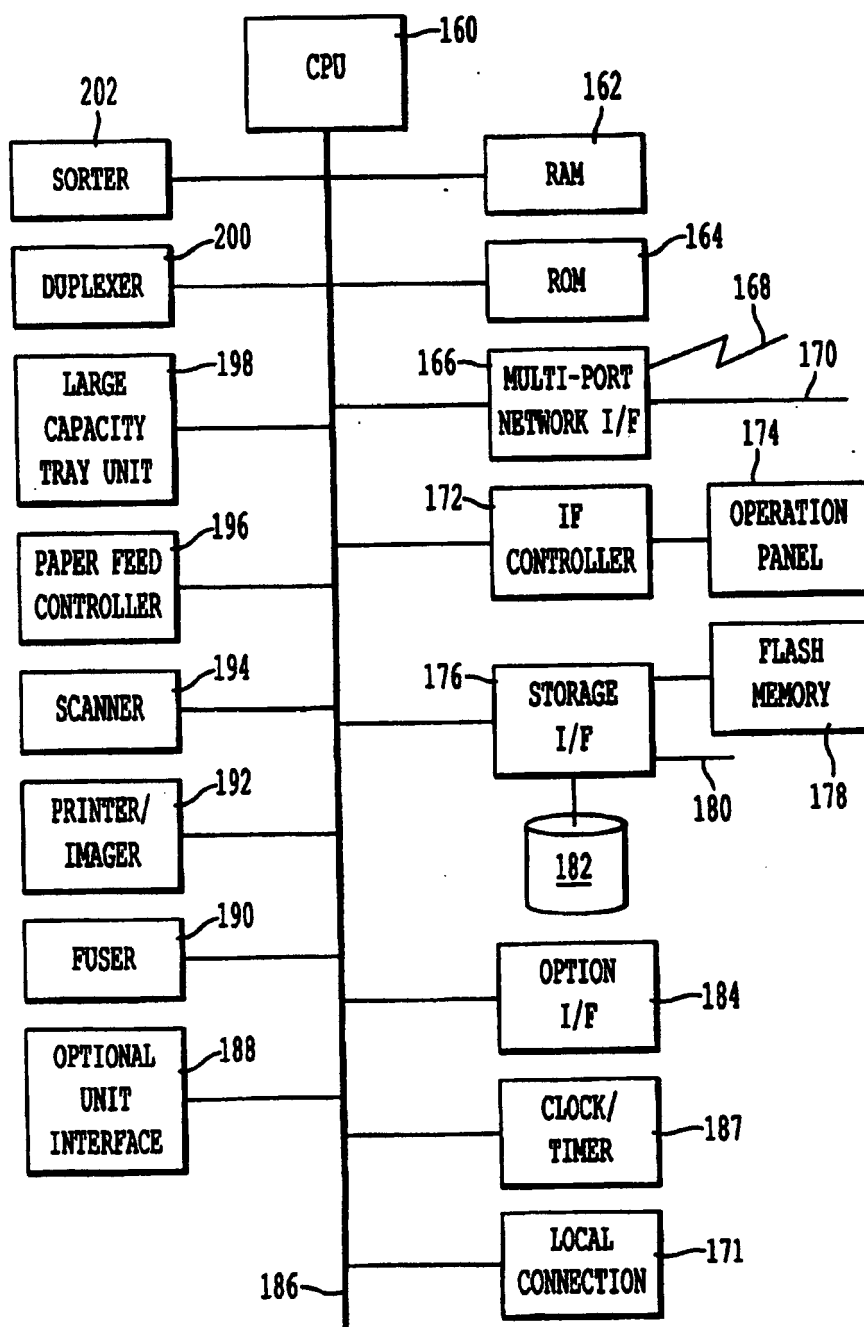 CPU
160
202
SORTER
162
RAM
200
DUPLEXER
164
ROM
198
LARGE
CAPACITY
TRAY UNIT
166
MULTI-PORT
NETWORK I/F
168
170
196
PAPER FEED
CONTROLLER
172
IF
CONTROLLER
174
OPERATION
PANEL
194
SCANNER
176
STORAGE
I/F
FLASH
MEMORY
178
180
182
192
PRINTER/
IMAGER
190
FUSER
OPTION
I/F
184
188
OPTIONAL
UNIT
INTERFACE
CLOCK/
TIMER
187
LOCAL
CONNECTION
171
186